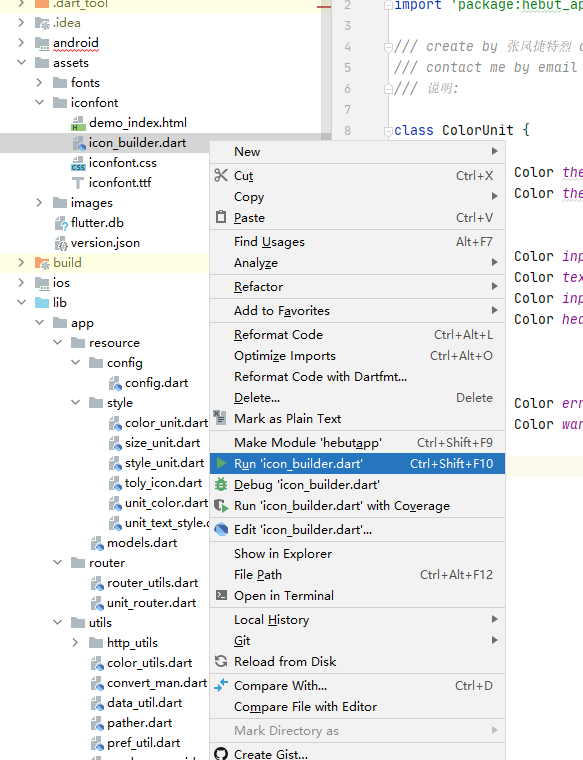 .dart_tool
.idea
android
assets
fonts
iconfont
demo_index.html
icon_builder.dart
iconfont.css
iconfont.ttf
images
flutter.db
version.json
build
ios
lib
app
resource
config
config.dart
style
color_unit.dart
size_unit.dart
style_unit.dart
toly_icon.dart
unit_color.dart
unit_text_style.
models.dart
router
router_utils.dart
unit_router.dart
utils
http_utils
color_utils.dart
convert_man.dart
data_util.dart
pather.dart
pref_util.dart
2 import 'package:hebut_ap
3
4 /// create by 张风捷特烈
5 /// contact me by email
6 /// 说明:
7
8 class ColorUnit {
Color the
Color the
Color inp
Color tex
Color inp
Color hea
Color err
Color war
New
Cut Ctrl+X
Copy
Paste Ctrl+V
Find Usages Alt+F7
Analyze
Refactor
Add to Favorites
Reformat Code Ctrl+Alt+L
Optimize Imports Ctrl+Alt+O
Reformat Code with Dartfmt...
Delete... Delete
Mark as Plain Text
Make Module 'hebutapp' Ctrl+Shift+F9
Run 'icon_builder.dart' Ctrl+Shift+F10
Debug 'icon_builder.dart'
Run 'icon_builder.dart' with Coverage
Edit 'icon_builder.dart'...
Show in Explorer
File Path Ctrl+Alt+F12
Open in Terminal
Local History
Git
Reload from Disk
Compare With... Ctrl+D
Compare File with Editor
Mark Directory as
Create Gist...